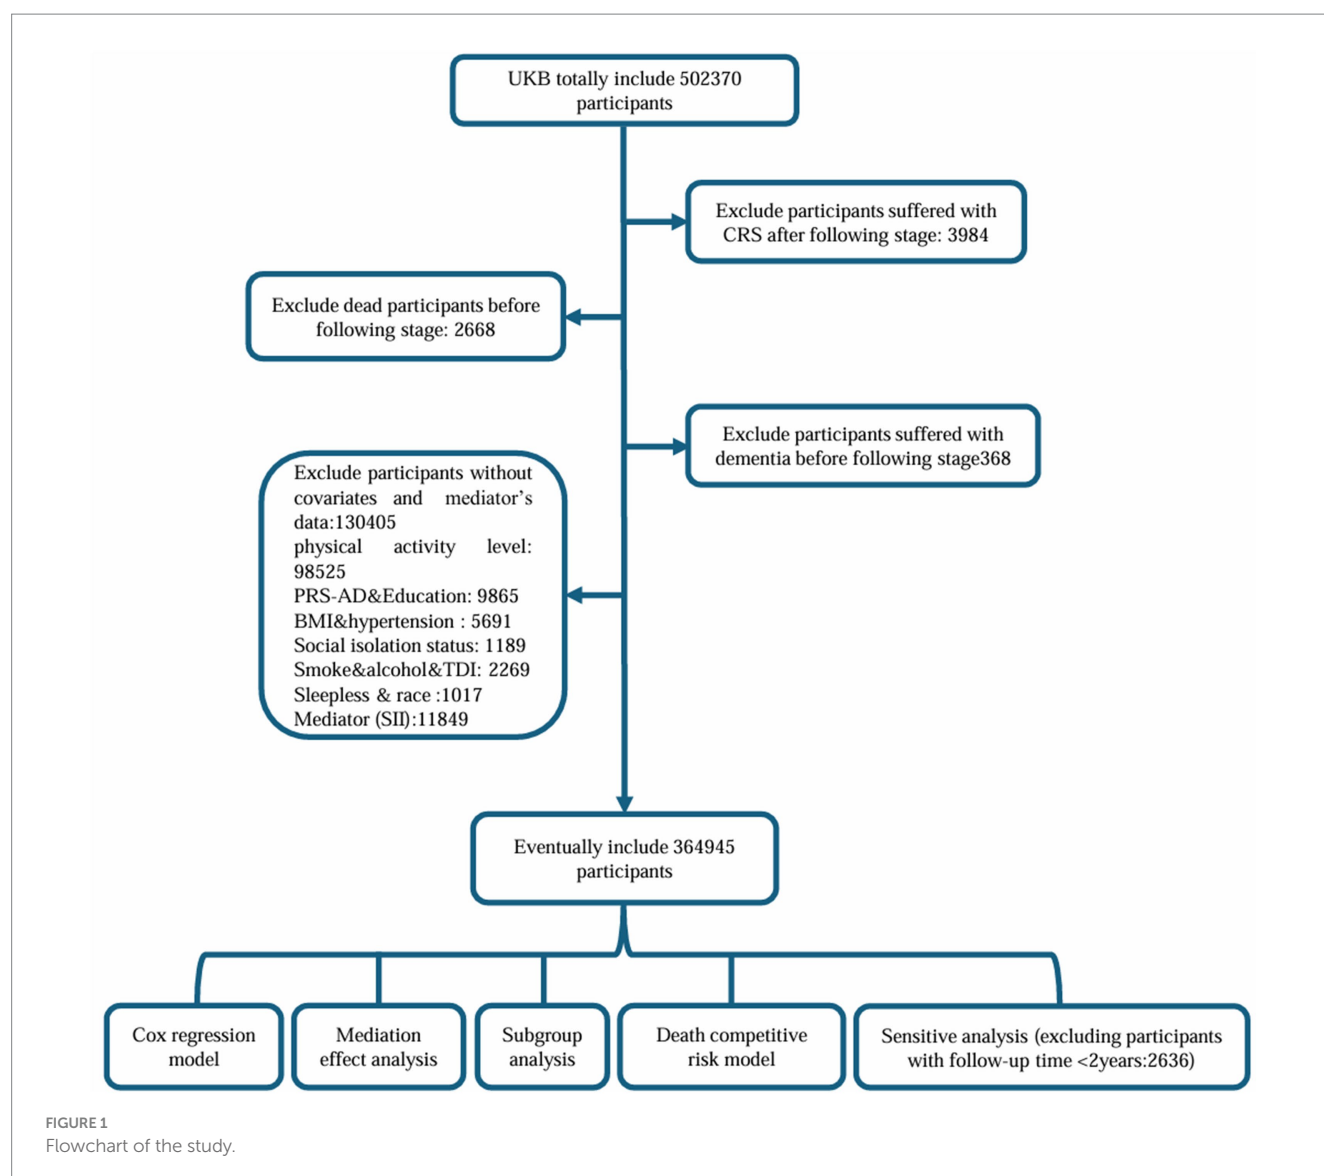 UKB totally include 502370
participants
Exclude participants suffered with
CRS after following stage: 3984
Exclude dead participants before
following stage: 2668
Exclude participants suffered with
dementia before following stage368
Exclude participants without
covariates and mediator's
data:130405
physical activity level:
98525
PRS-AD&Education: 9865
BMI&hypertension : 5691
Social isolation status: 1189
Smoke&alcohol&TDI: 2269
Sleepless & race :1017
Mediator (SII):11849
Eventually include 364945
participants
Cox regression
model
Mediation
effect analysis
Subgroup
analysis
Death competitive
risk model
Sensitive analysis (excluding participants
with follow-up time <2years:2636)
FIGURE 1
Flowchart of the study.